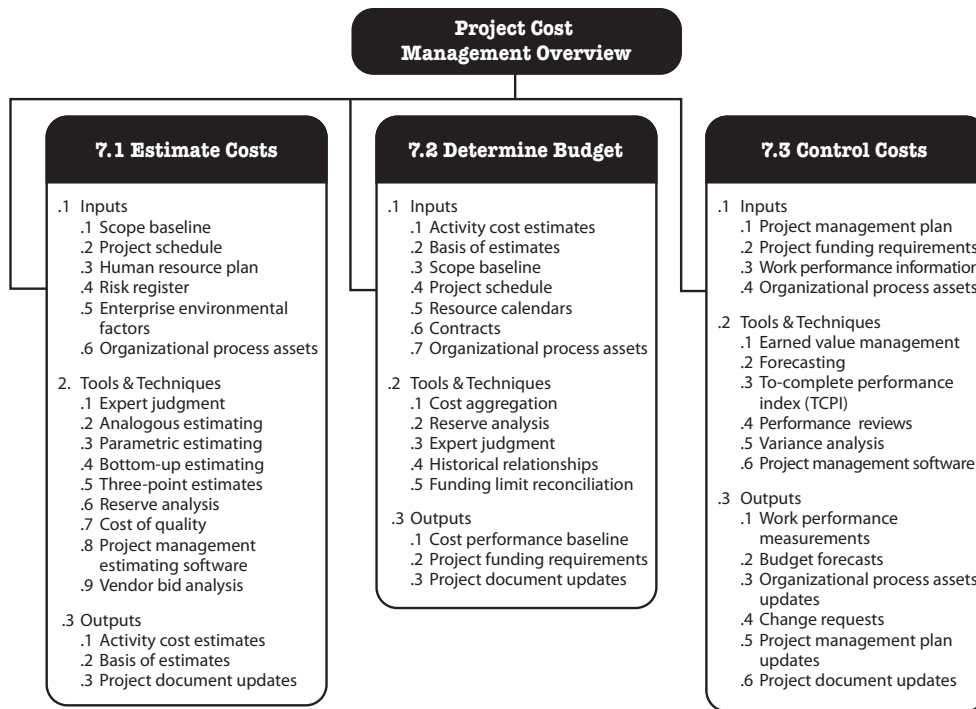 Project Cost
Management Overview
7.1 Estimate Costs
.1 Inputs
.1 Scope baseline
.2 Project schedule
.3 Human resource plan
.4 Risk register
.5 Enterprise environmental
factors
.6 Organizational process assets
2. Tools & Techniques
.1 Expert judgment
.2 Analogous estimating
.3 Parametric estimating
.4 Bottom-up estimating
.5 Three-point estimates
.6 Reserve analysis
.7 Cost of quality
.8 Project management
estimating software
.9 Vendor bid analysis
.3 Outputs
.1 Activity cost estimates
.2 Basis of estimates
.3 Project document updates
7.2 Determine Budget
.1 Inputs
.1 Activity cost estimates
.2 Basis of estimates
.3 Scope baseline
.4 Project schedule
.5 Resource calendars
.6 Contracts
.7 Organizational process assets
.2 Tools & Techniques
.1 Cost aggregation
.2 Reserve analysis
.3 Expert judgment
.4 Historical relationships
.5 Funding limit reconciliation
.3 Outputs
.1 Cost performance baseline
.2 Project funding requirements
.3 Project document updates
7.3 Control Costs
.1 Inputs
.1 Project management plan
.2 Project funding requirements
.3 Work performance information
.4 Organizational process assets
.2 Tools & Techniques
.1 Earned value management
.2 Forecasting
.3 To-complete performance
index (TCPI)
.4 Performance reviews
.5 Variance analysis
.6 Project management software
.3 Outputs
.1 Work performance
measurements
.2 Budget forecasts
.3 Organizational process assets
updates
.4 Change requests
.5 Project management plan
updates
.6 Project document updates